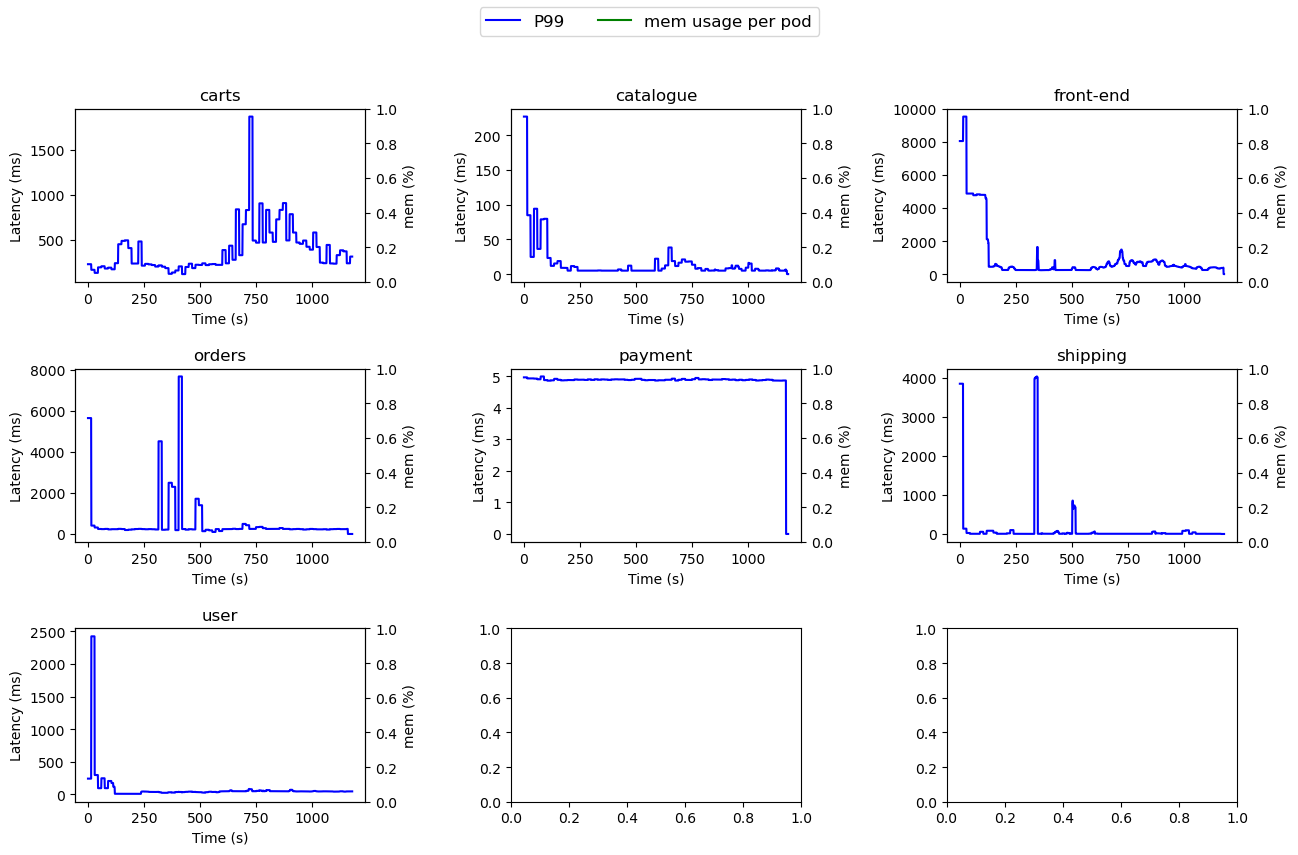 P99 mem usage per pod
carts catalogue front-end
Latency (ms) 1500 1000 500 1.0 0.8 0.6 0.4 0.2 0.0 mem (%) Latency (ms) 200 150 100 50 0 1.0 0.8 0.6 0.4 0.2 0.0 mem (%) Latency (ms) 10000 8000 6000 4000 2000 0 1.0 0.8 0.6 0.4 0.2 0.0 mem (%)
0 250 500 750 1000 0 250 500 750 1000 0 250 500 750 1000
Time (s) Time (s) Time (s)
orders payment shipping
Latency (ms) 8000 6000 4000 2000 0 1.0 0.8 0.6 0.4 0.2 0.0 mem (%) Latency (ms) 5 4 3 2 1 0 1.0 0.8 0.6 0.4 0.2 0.0 mem (%) Latency (ms) 4000 3000 2000 1000 0 1.0 0.8 0.6 0.4 0.2 0.0 mem (%)
0 250 500 750 1000 0 250 500 750 1000 0 250 500 750 1000
Time (s) Time (s) Time (s)
user
Latency (ms) 2500 2000 1500 1000 500 0 1.0 0.8 0.6 0.4 0.2 0.0 mem (%) 1.0 0.8 0.6 0.4 0.2 0.0 1.0 0.8 0.6 0.4 0.2 0.0
0 250 500 750 1000 0.0 0.2 0.4 0.6 0.8 1.0 0.0 0.2 0.4 0.6 0.8 1.0
Time (s)